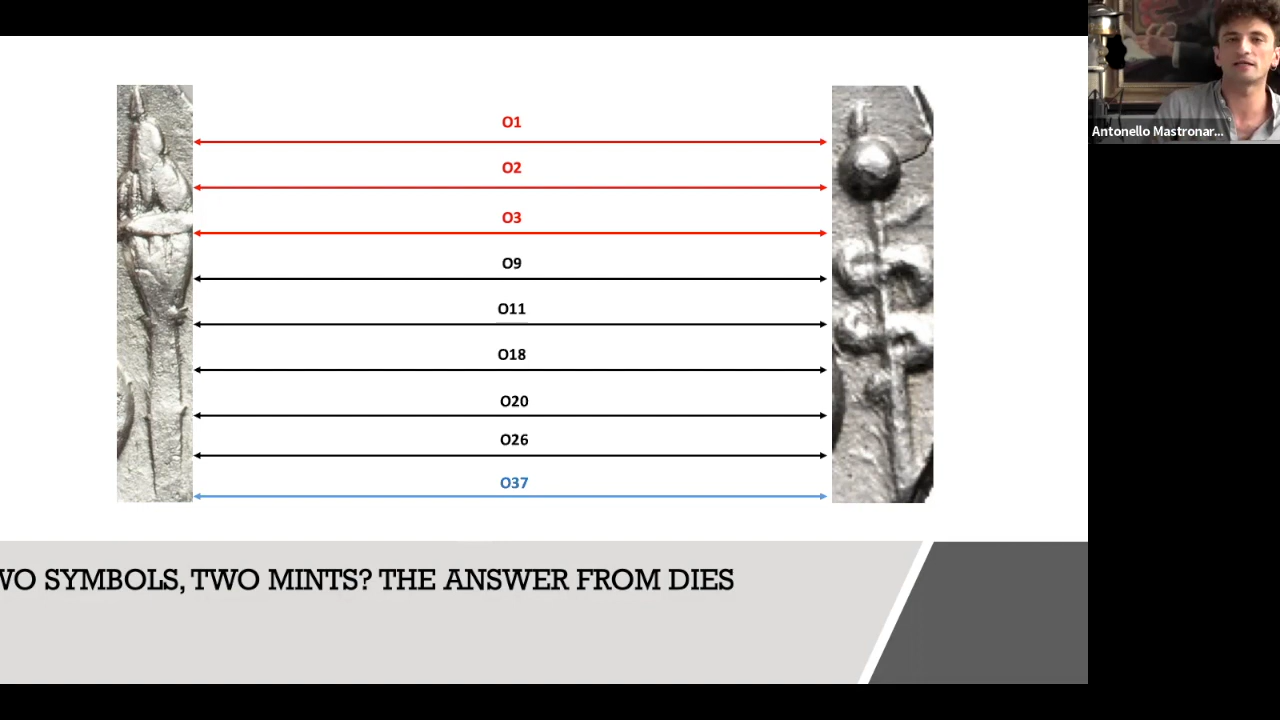 Antonello Mastronar...
O1
O2
O3
O9
O11
O18
O20
O26
O37
WO SYMBOLS, TWO MINTS? THE ANSWER FROM DIES